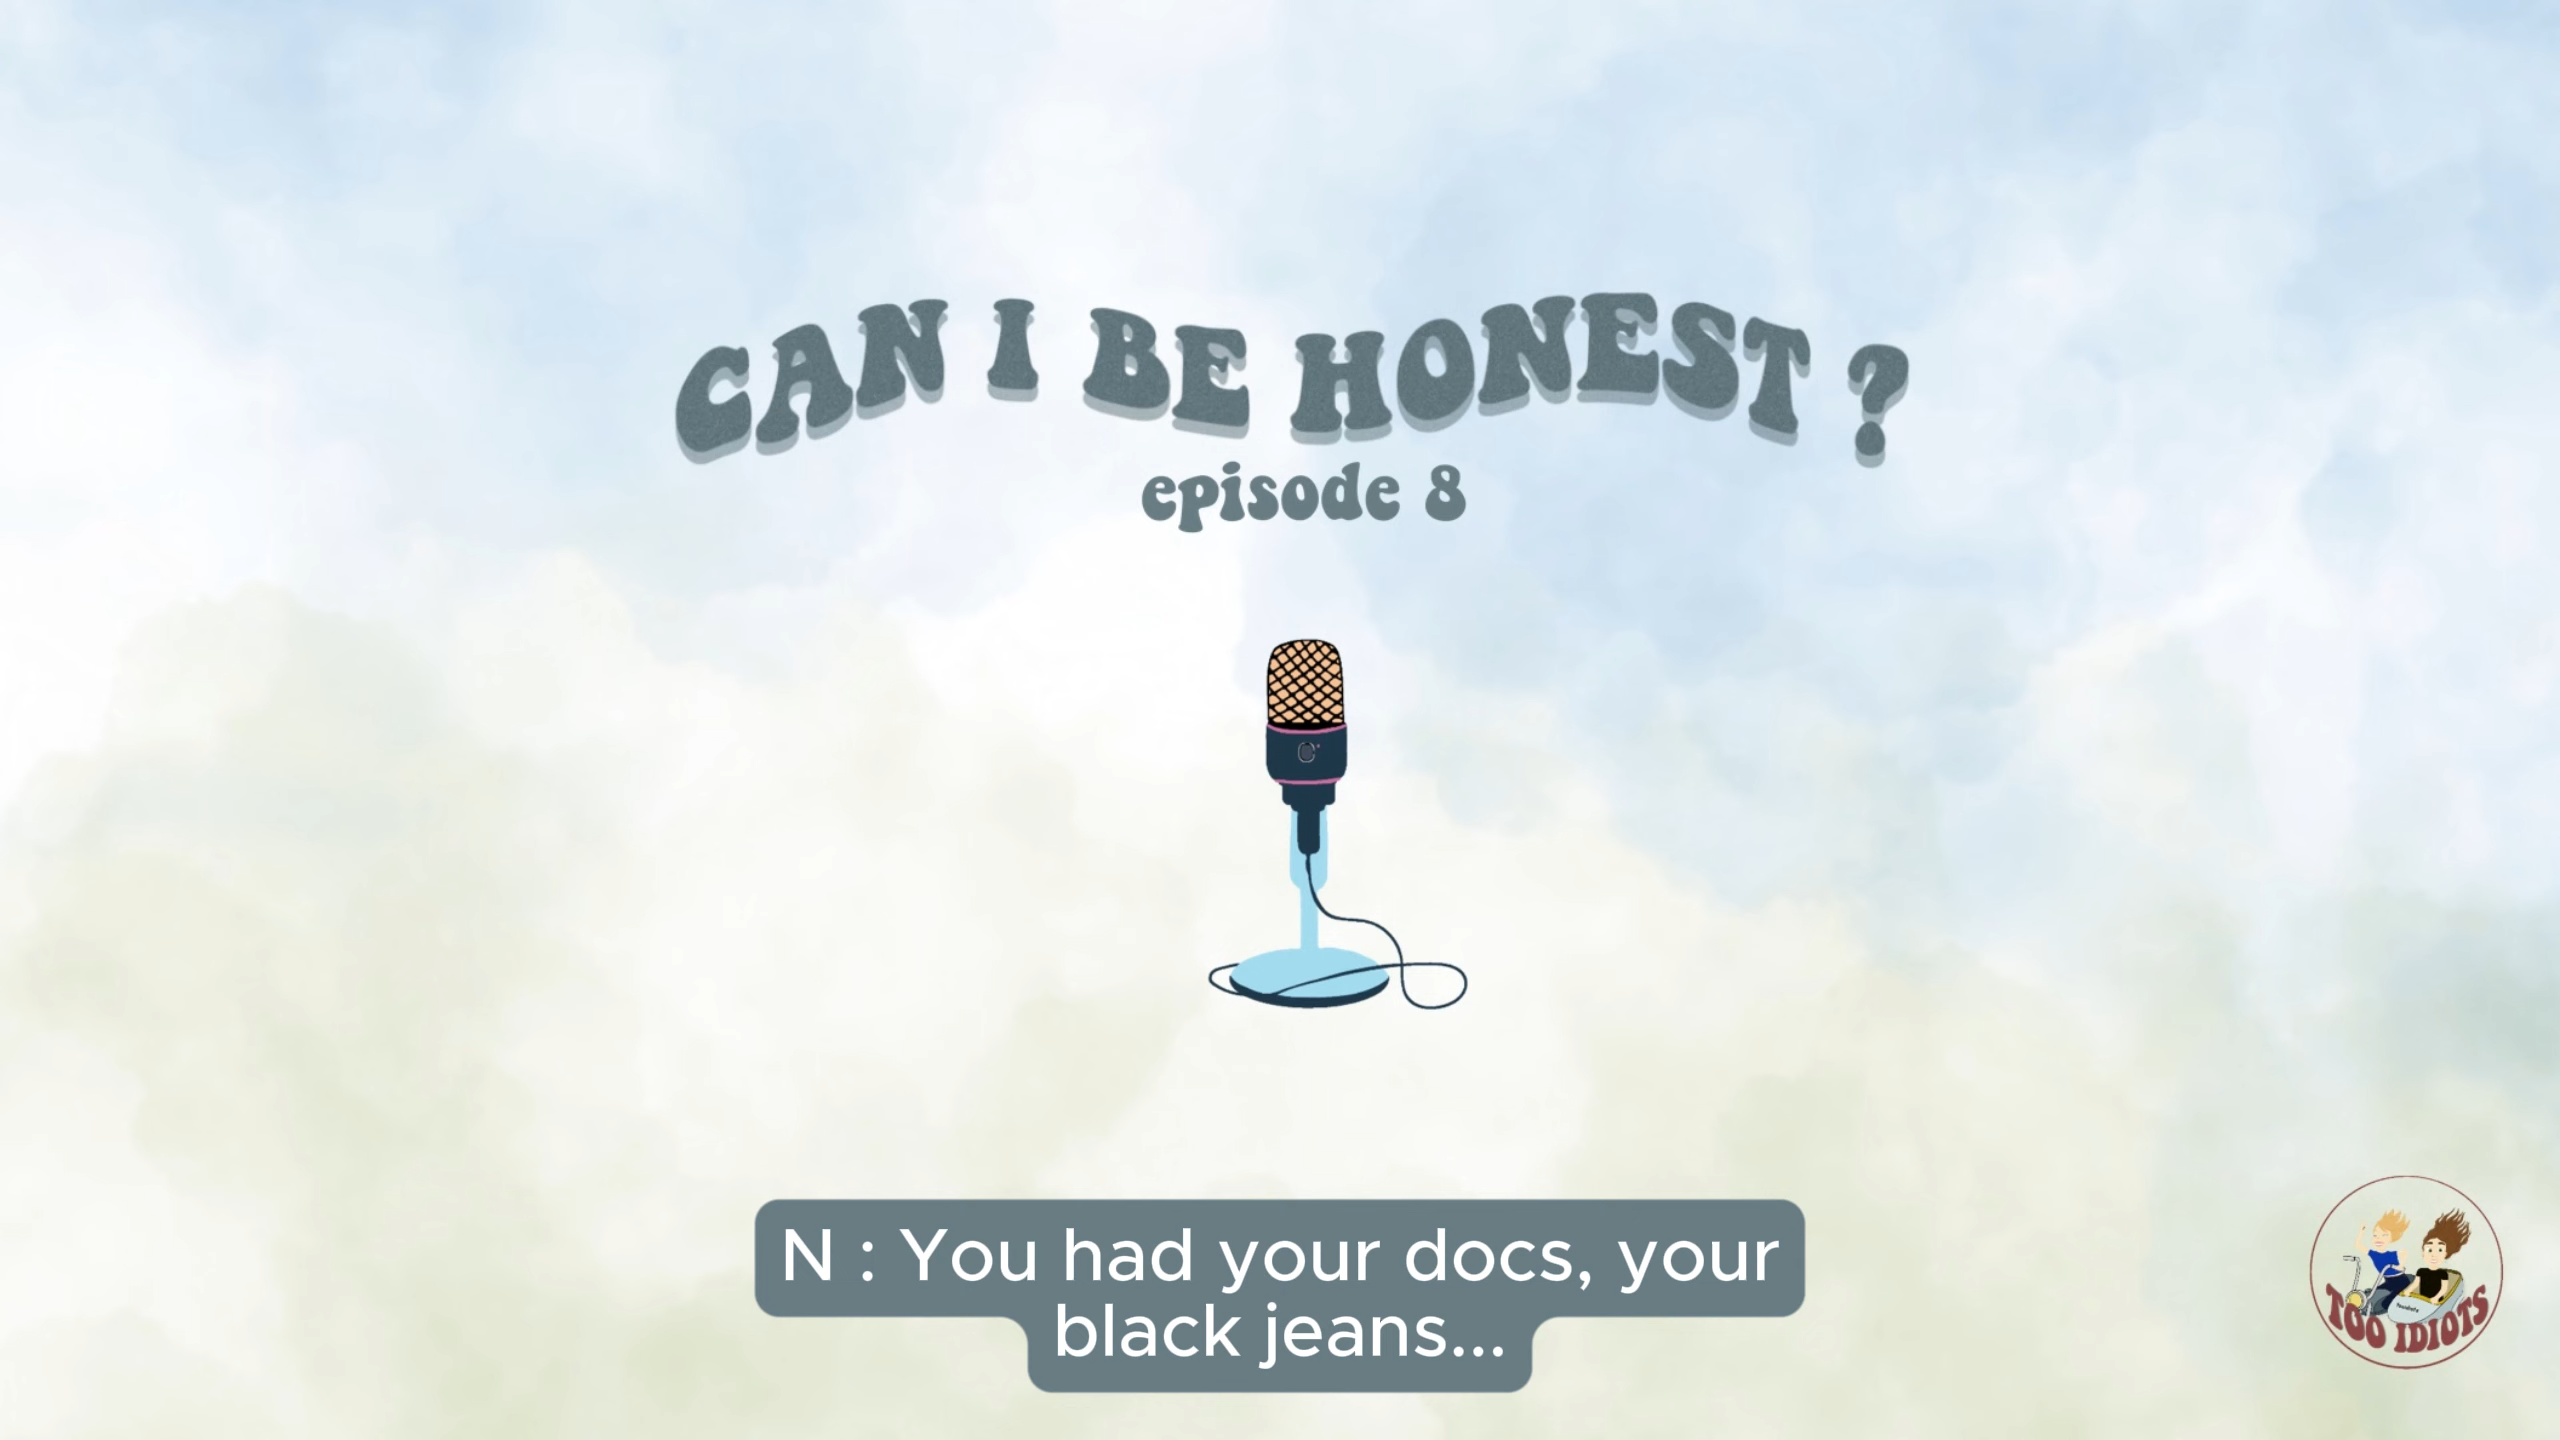 CAN I BE HONEST ?
episode 8
N : You had your docs, your
black jeans...
TOO IDIOTS